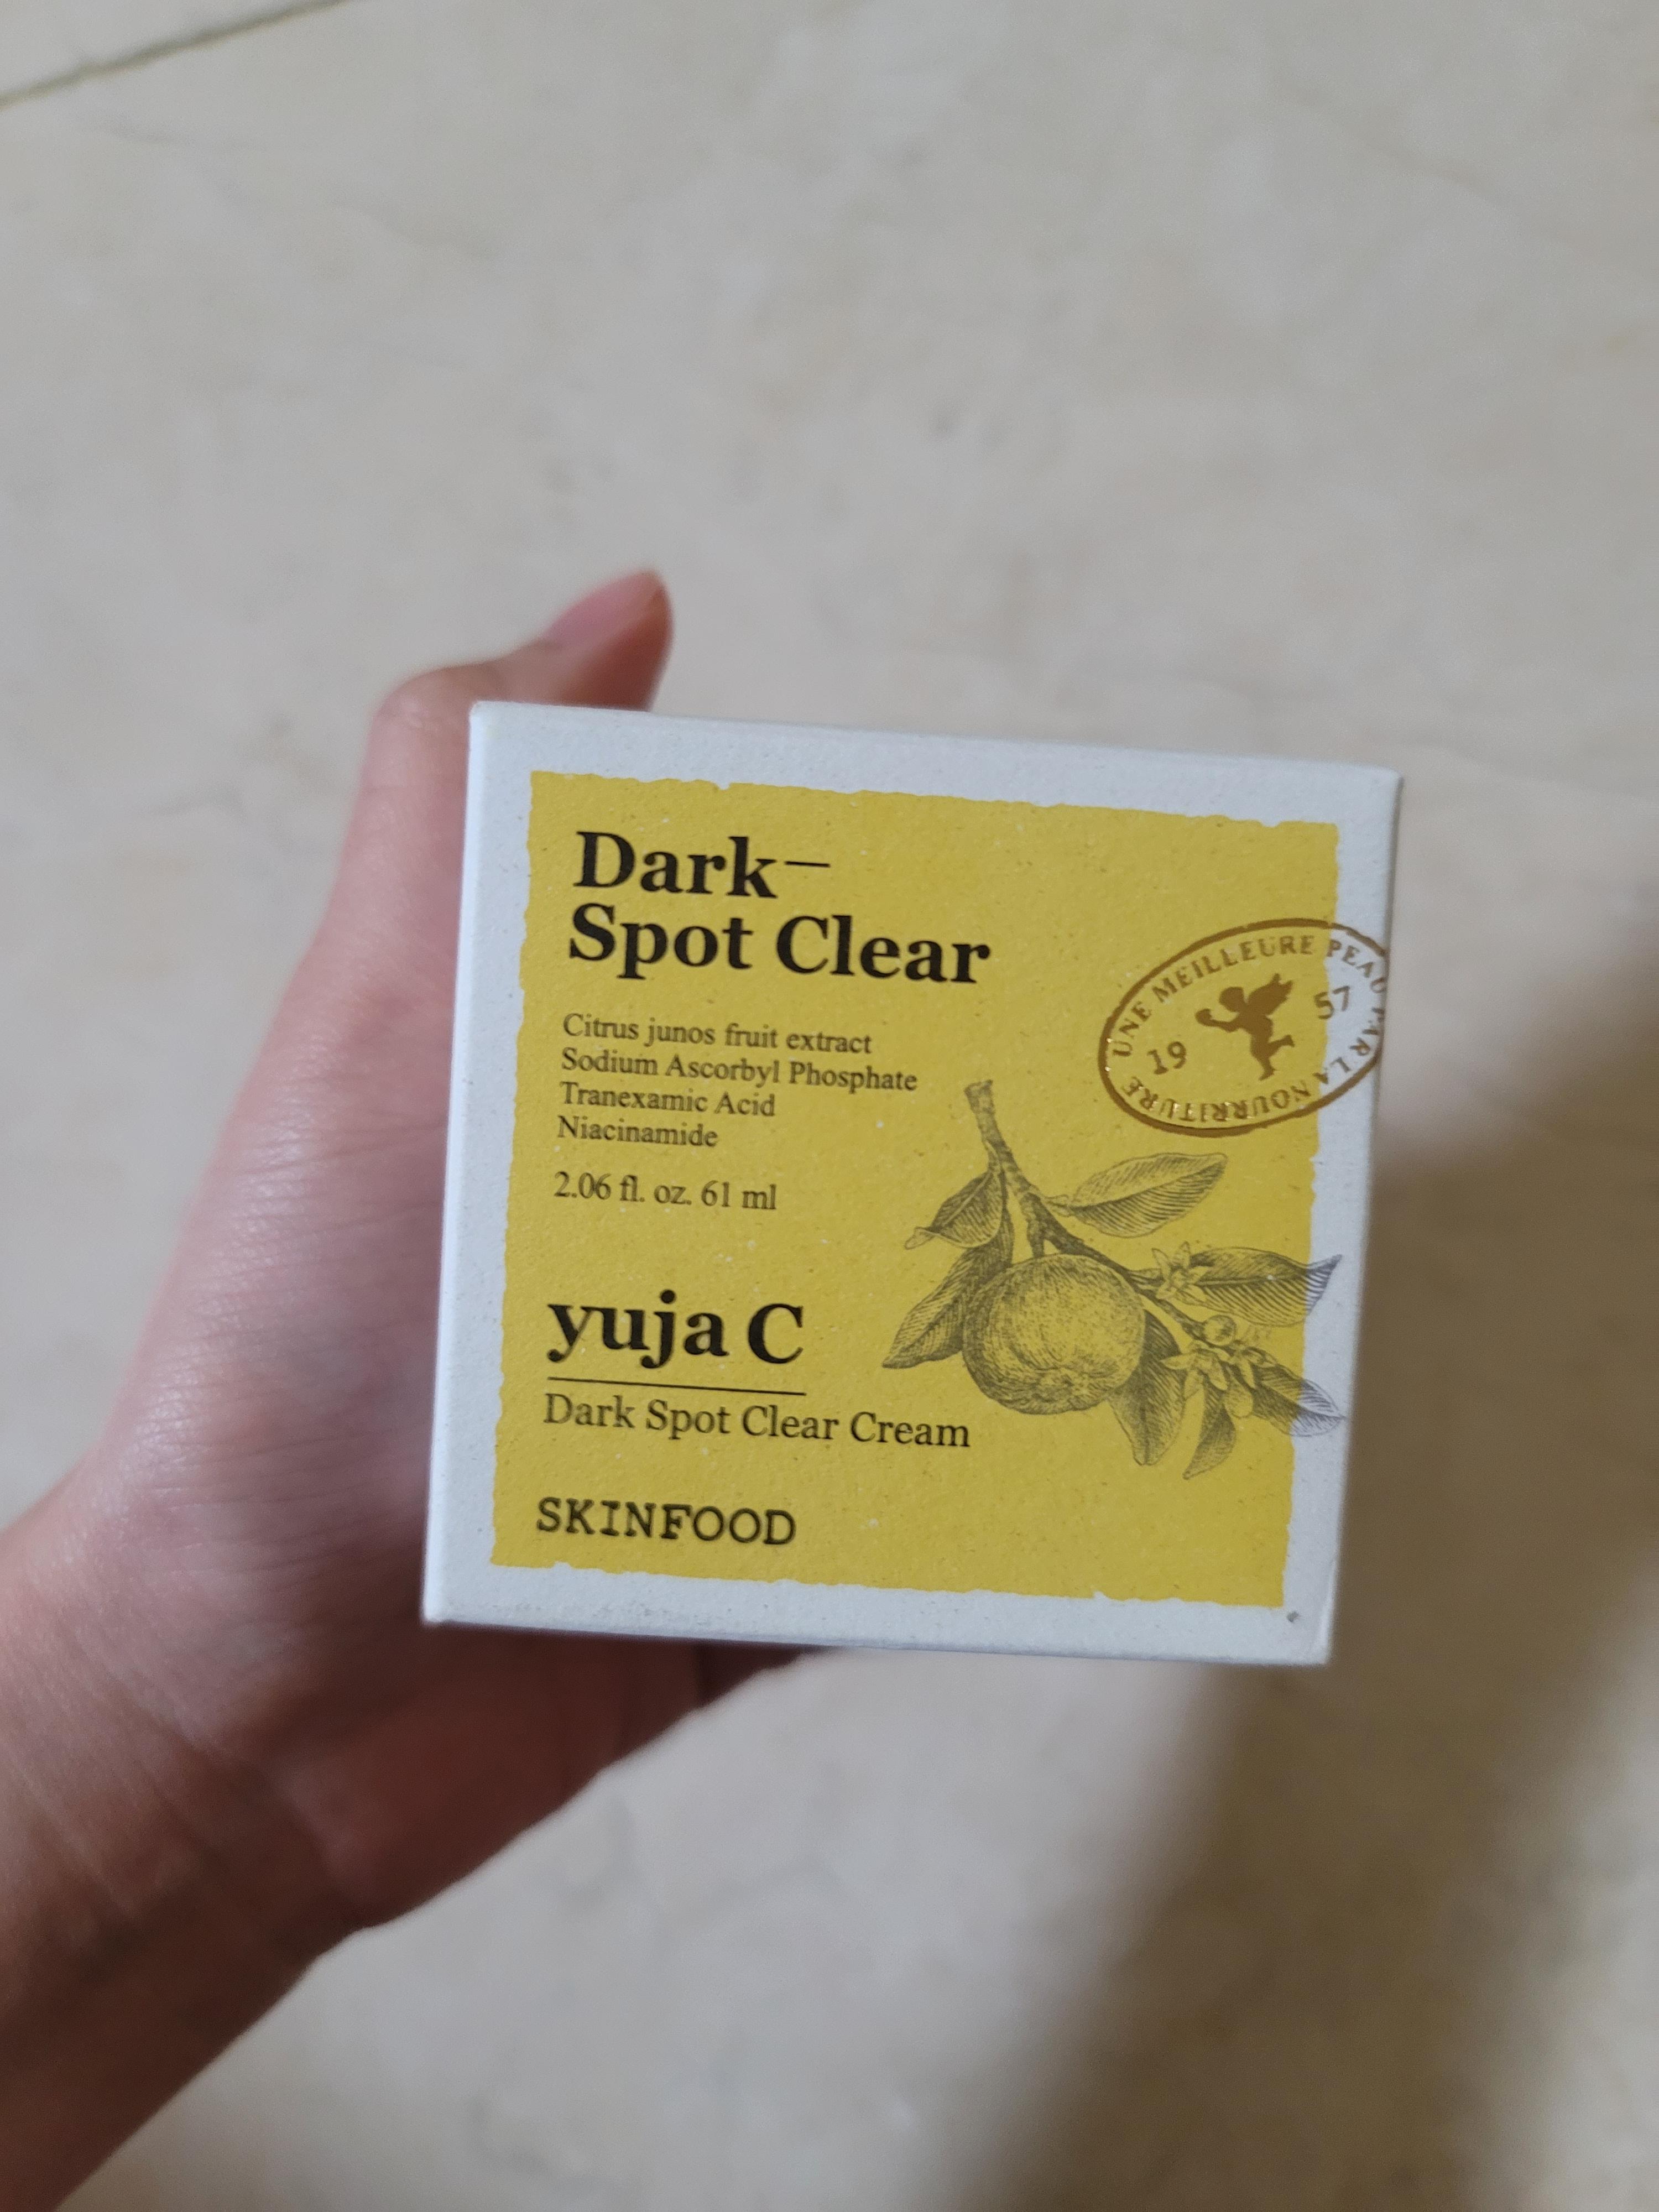 Dark—
Spot Clear
Citrus junos fruit extract
Sodium Ascorbyl Phosphate
Tranexamic Acid
Niacinamide
2.06 fl. oz. 61 ml
yuja C
Dark Spot Clear Cream
SKINFOOD
UNE MEILLEURE PEAU PAR LA NOURRITURE
19 57